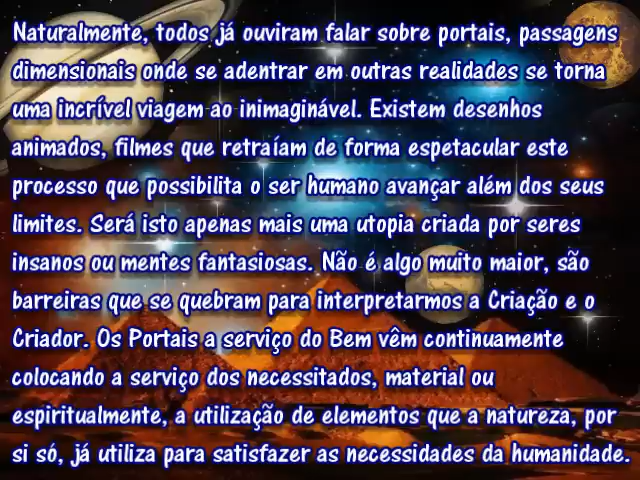 Naturalmente, todos já ouviram falar sobre portais, passagens
dimensionais onde se adentrar em outras realidades se torna
uma incrível viagem ao inimaginável. Existem desenhos
animados, filmes que retraíam de forma espetacular este
processo que possibilita o ser humano avançar além dos seus
limites. Será isto apenas mais uma utopia criada por seres
insanos ou mentes fantasiosas. Não é algo muito maior, são
barreiras que se quebram para interpretarmos a Criação e o
Criador. Os Portais a serviço do Bem vêm continuamente
colocando a serviço dos necessitados, material ou
espiritualmente, a utilização de elementos que a natureza, por
si só, já utiliza para satisfazer as necessidades da humanidade.